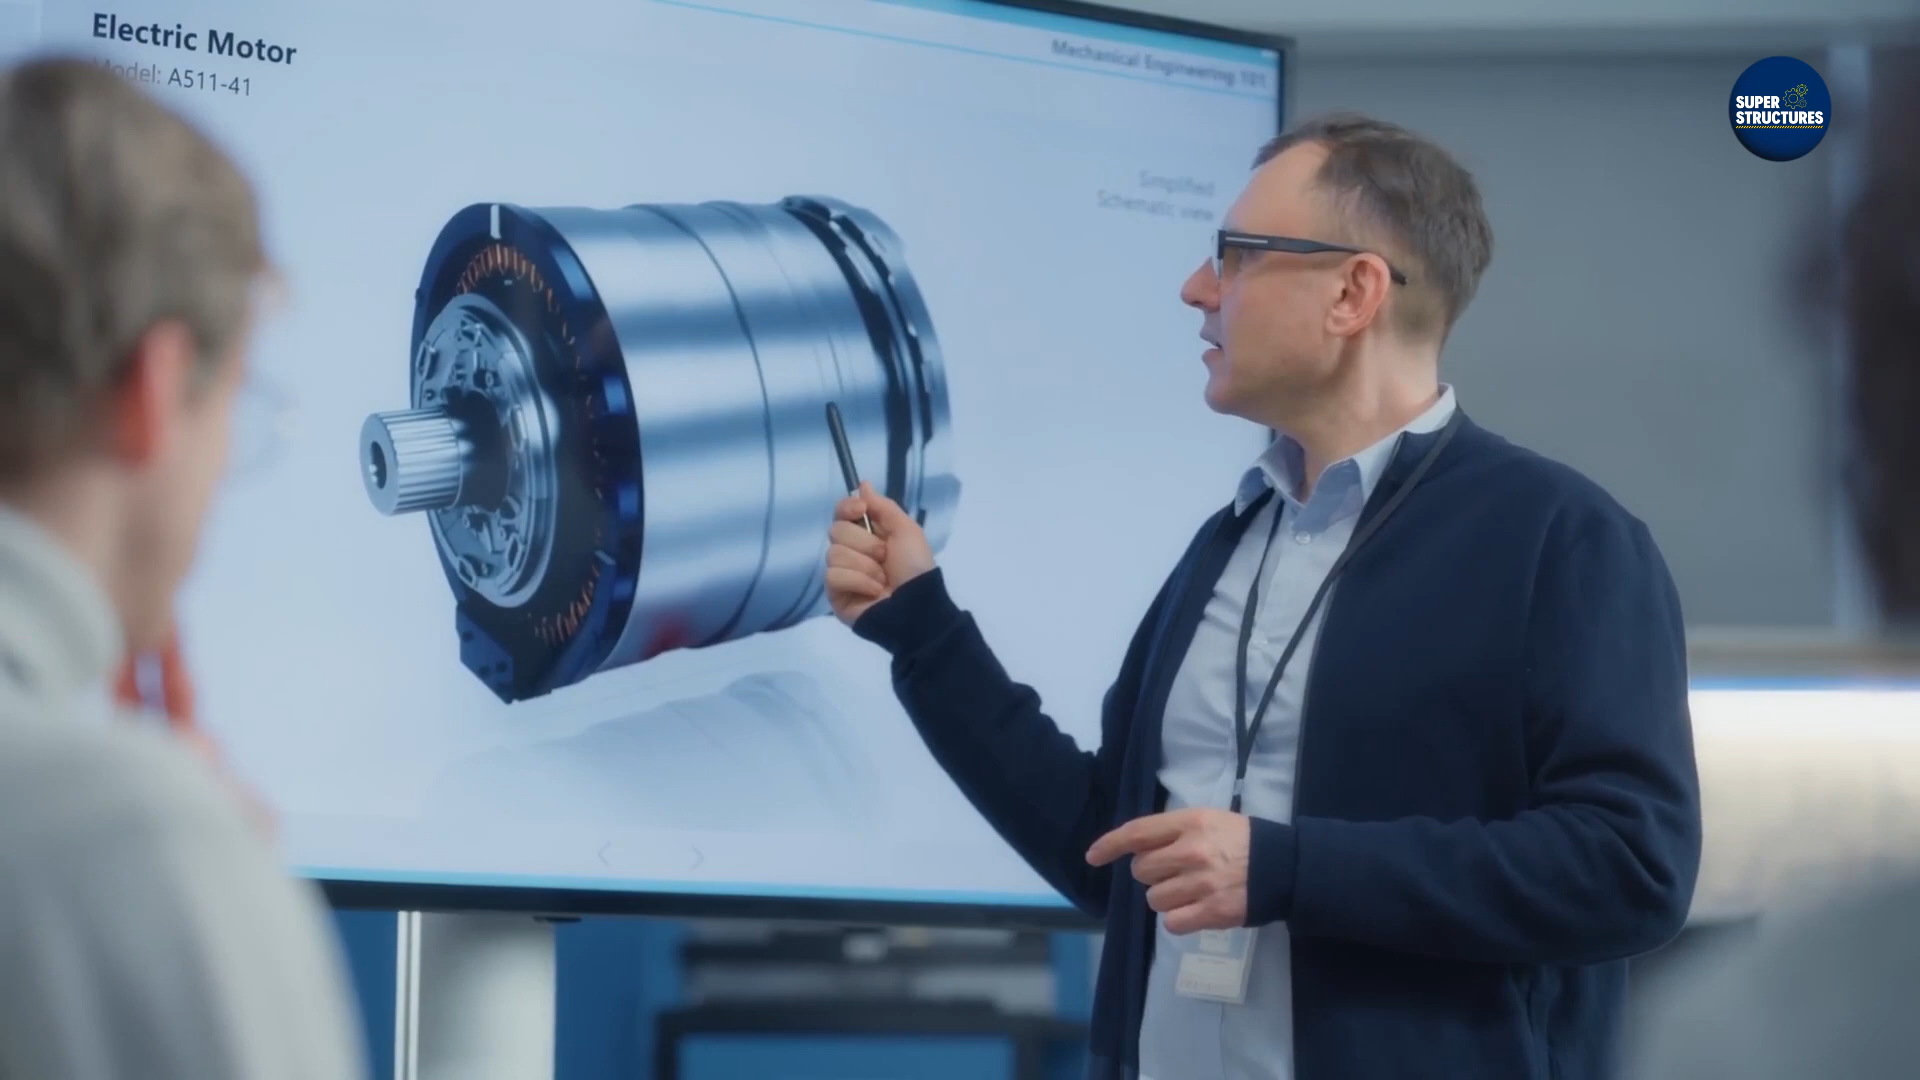 Electric Motor
Model: A511-41
Mechanical Engineering 101
Simplified
Schematic view
SUPER
STRUCTURES